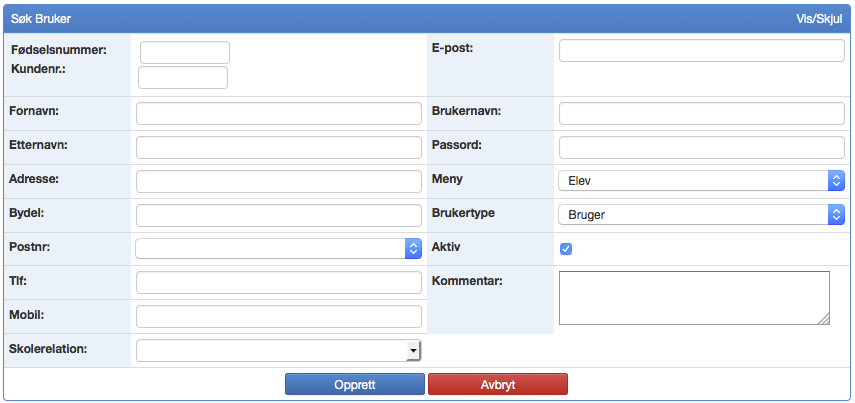 Søk Bruker Vis/Skjul
Fødselsnummer: E-post:
Kundenr.:
Fornavn: Brukernavn:
Etternavn: Passord:
Adresse: Meny Elev
Bydel: Brukertype Bruger
Postnr: Aktiv
Tlf: Kommentar:
Mobil:
Skolerelation:
Opprett Avbryt